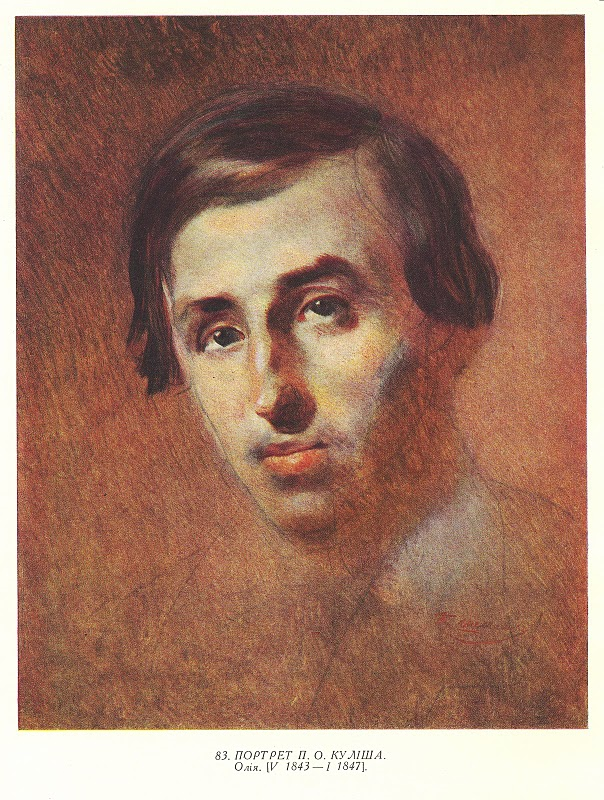 83. ПОРТРЕТ П. О. КУЛІША.
Олія. [V 1843 — I 1847].